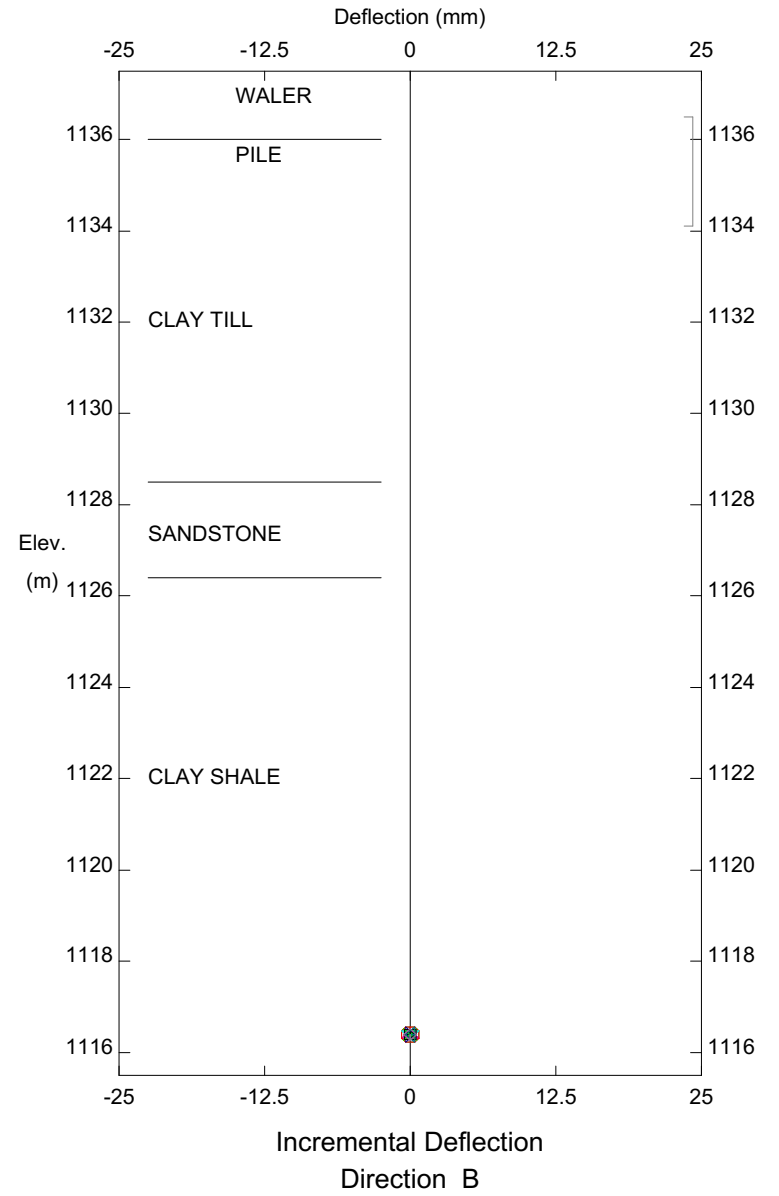 Deflection (mm)
-25 -12.5 0 12.5 25
WALER
1136 1136
PILE
1134 1134
1132 CLAY TILL 1132
1130 1130
1128 1128
SANDSTONE
Elev.
(m)
1126 1126
1124 1124
1122 CLAY SHALE 1122
1120 1120
1118 1118
1116 1116
-25 -12.5 0 12.5 25
Incremental Deflection
Direction B